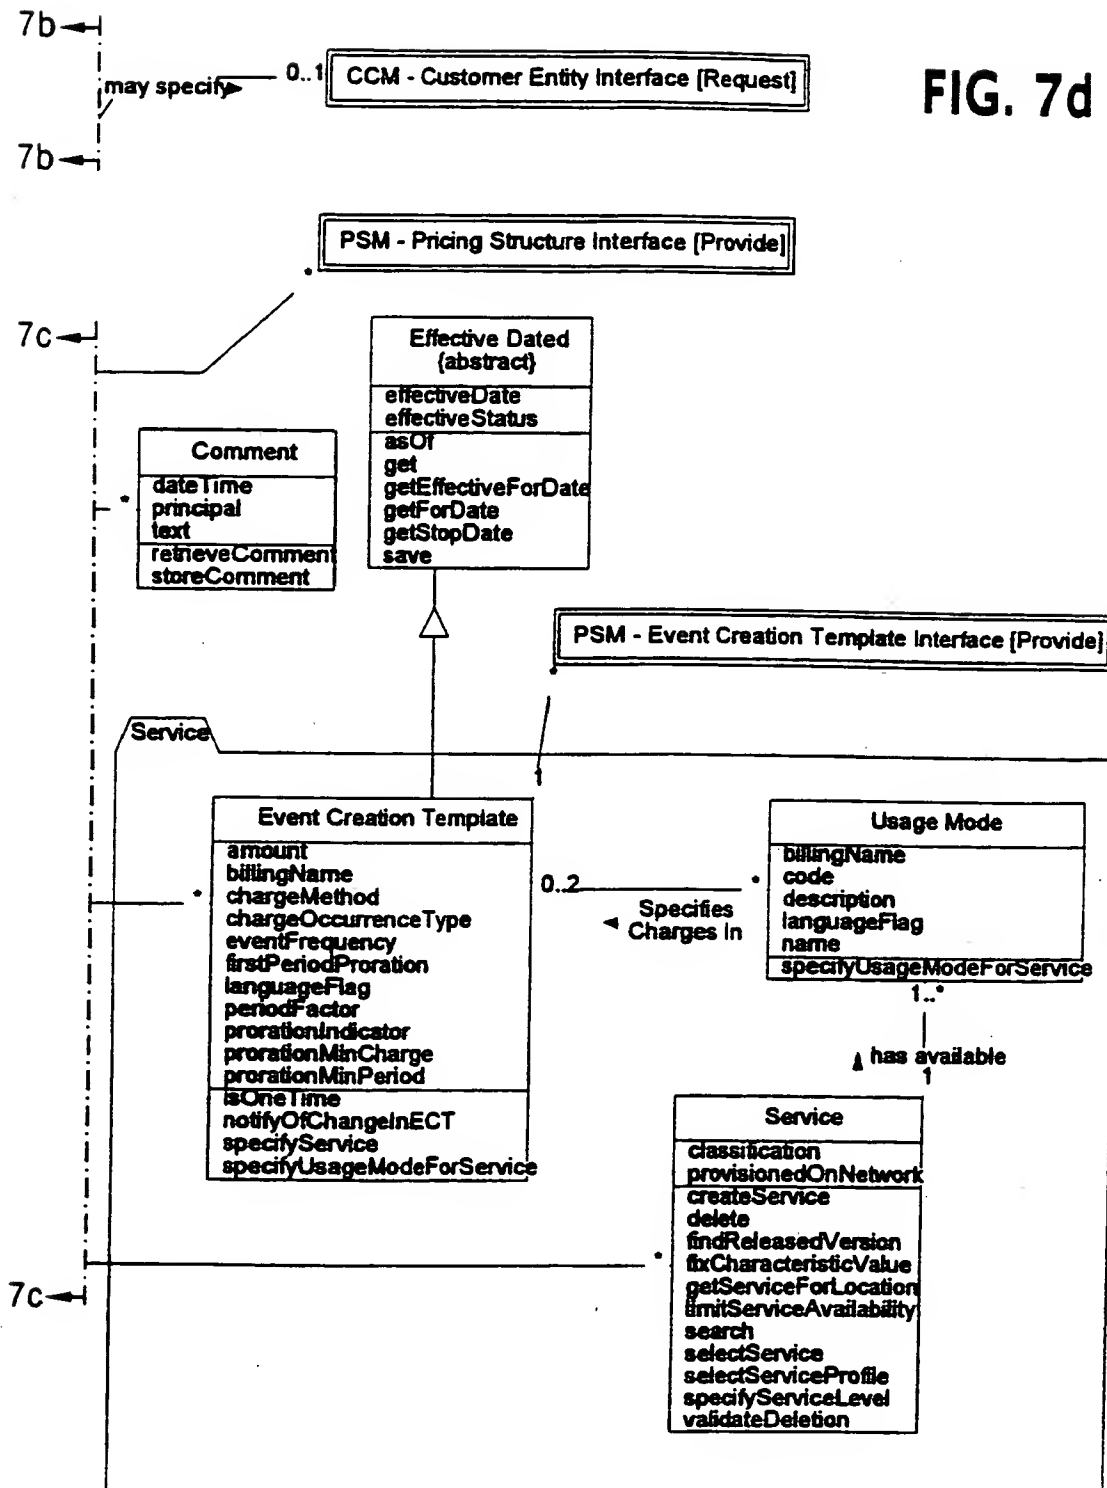 7b
may specify
0..1
CCM - Customer Entity Interface [Request]
FIG. 7d
7b
PSM - Pricing Structure Interface [Provide]
*
7c
Effective Dated
{abstract}
effectiveDate
effectiveStatus
asOf
get
getEffectiveForDate
getForDate
getStopDate
save
Comment
dateTime
principal
text
retrieveComment
storeComment
*
PSM - Event Creation Template Interface [Provide]
*
1
Service
Event Creation Template
amount
billingName
chargeMethod
chargeOccurrenceType
eventFrequency
firstPeriodProration
languageFlag
periodFactor
prorationIndicator
prorationMinCharge
prorationMinPeriod
isOneTime
notifyOfChangeInECT
specifyService
specifyUsageModeForService
*
0..2
*
Specifies
Charges In
Usage Mode
billingName
code
description
languageFlag
name
specifyUsageModeForService
1..*
has available
1
Service
classification
provisionedOnNetwork
createService
delete
findReleasedVersion
fixCharacteristicValue
getServiceForLocation
limitServiceAvailability
search
selectService
selectServiceProfile
specifyServiceLevel
validateDeletion
*
7c